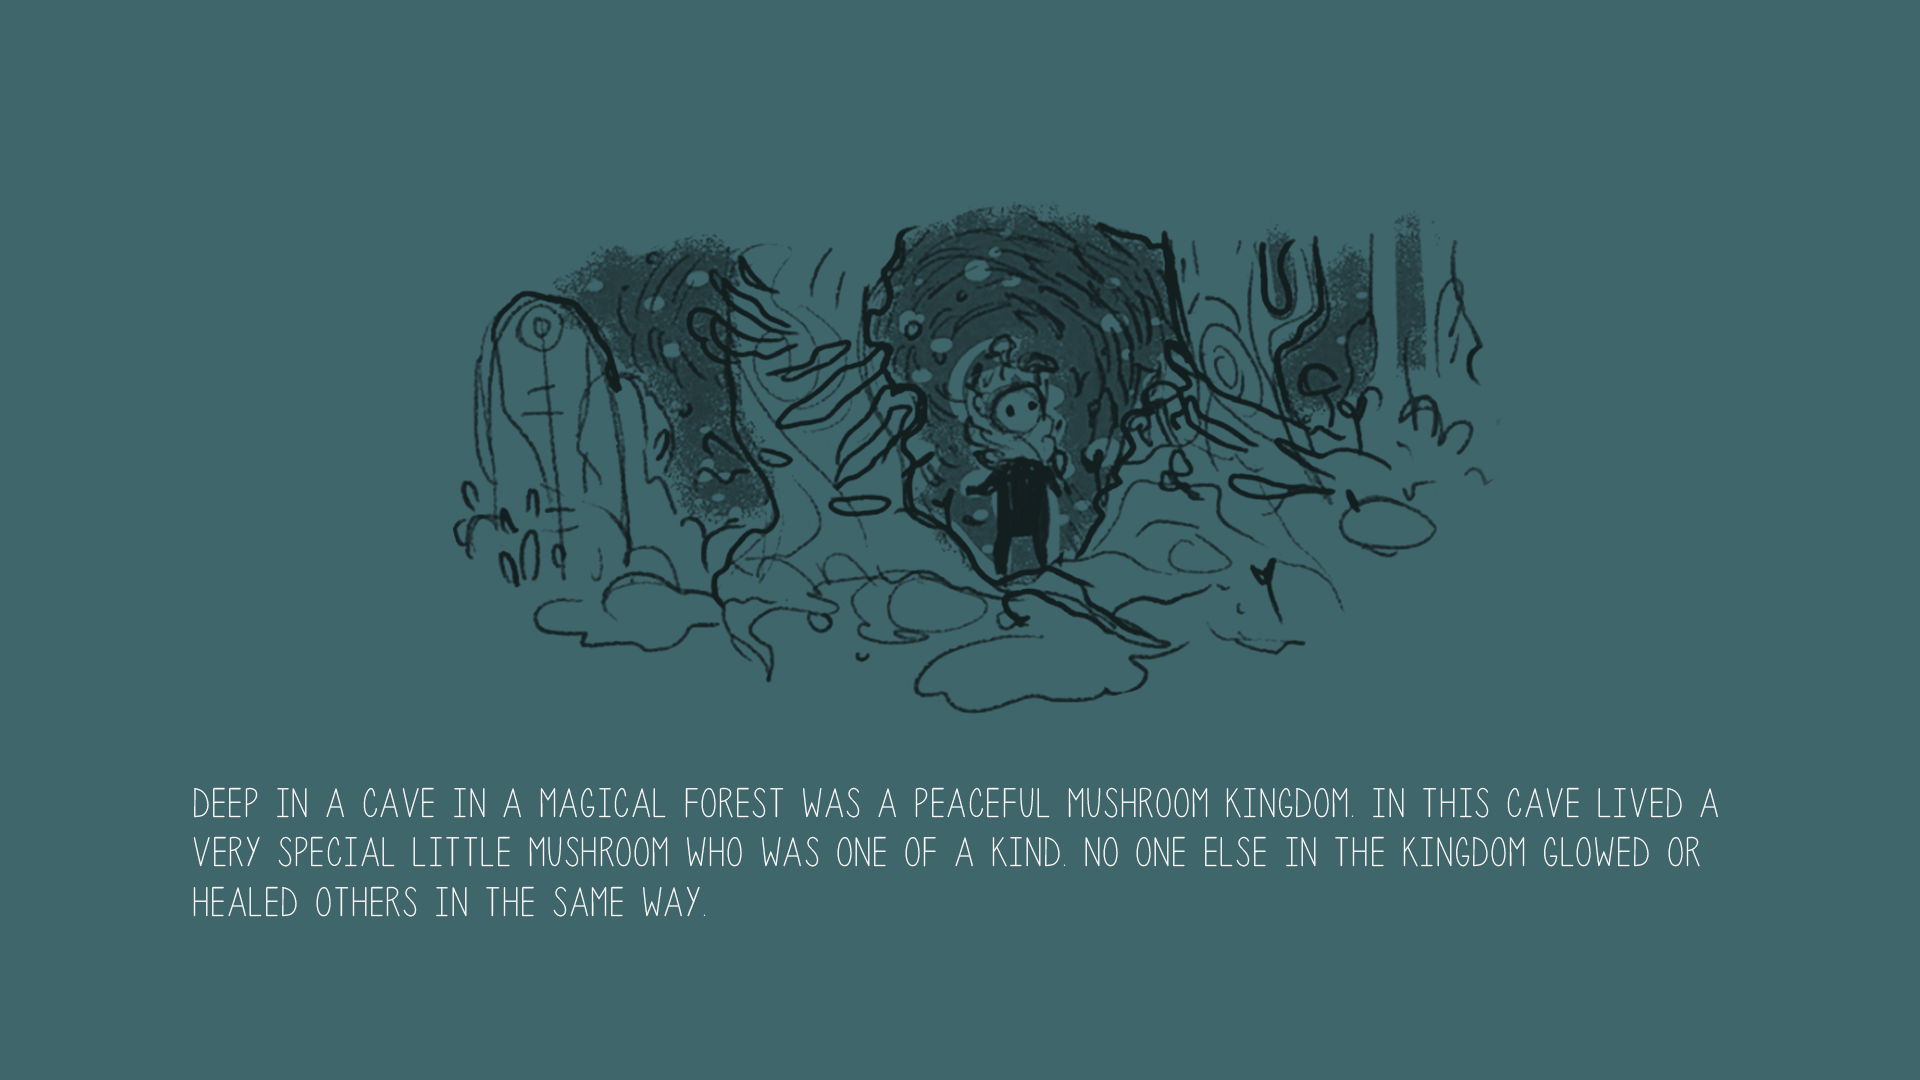 DEEP IN A CAVE IN A MAGICAL FOREST WAS A PEACEFUL MUSHROOM KINGDOM. IN THIS CAVE LIVED A
VERY SPECIAL LITTLE MUSHROOM WHO WAS ONE OF A KIND. NO ONE ELSE IN THE KINGDOM GLOWED OR
HEALED OTHERS IN THE SAME WAY.